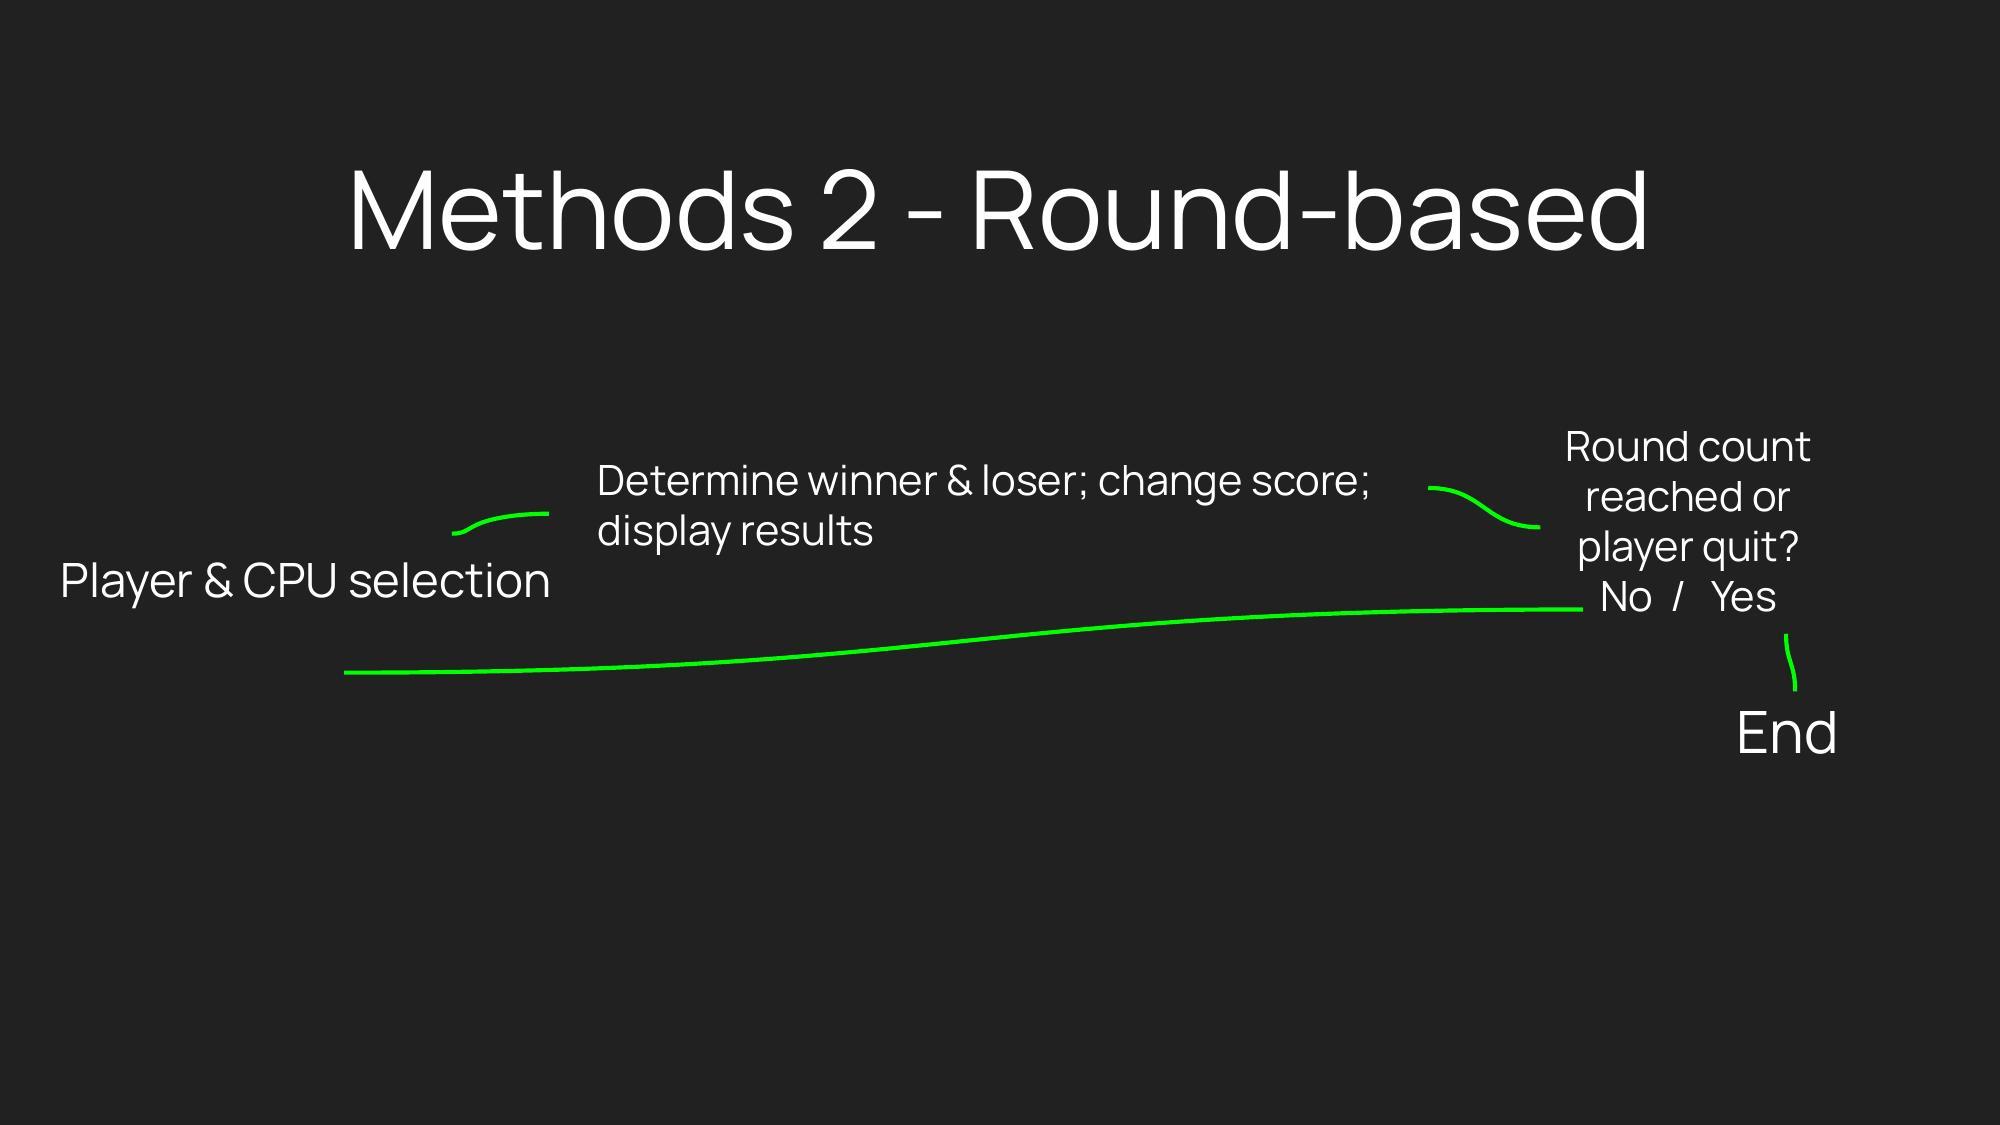 Methods 2 - Round-based
Player & CPU selection
Determine winner & loser; change score;
display results
Round count
reached or
player quit?
No / Yes
End